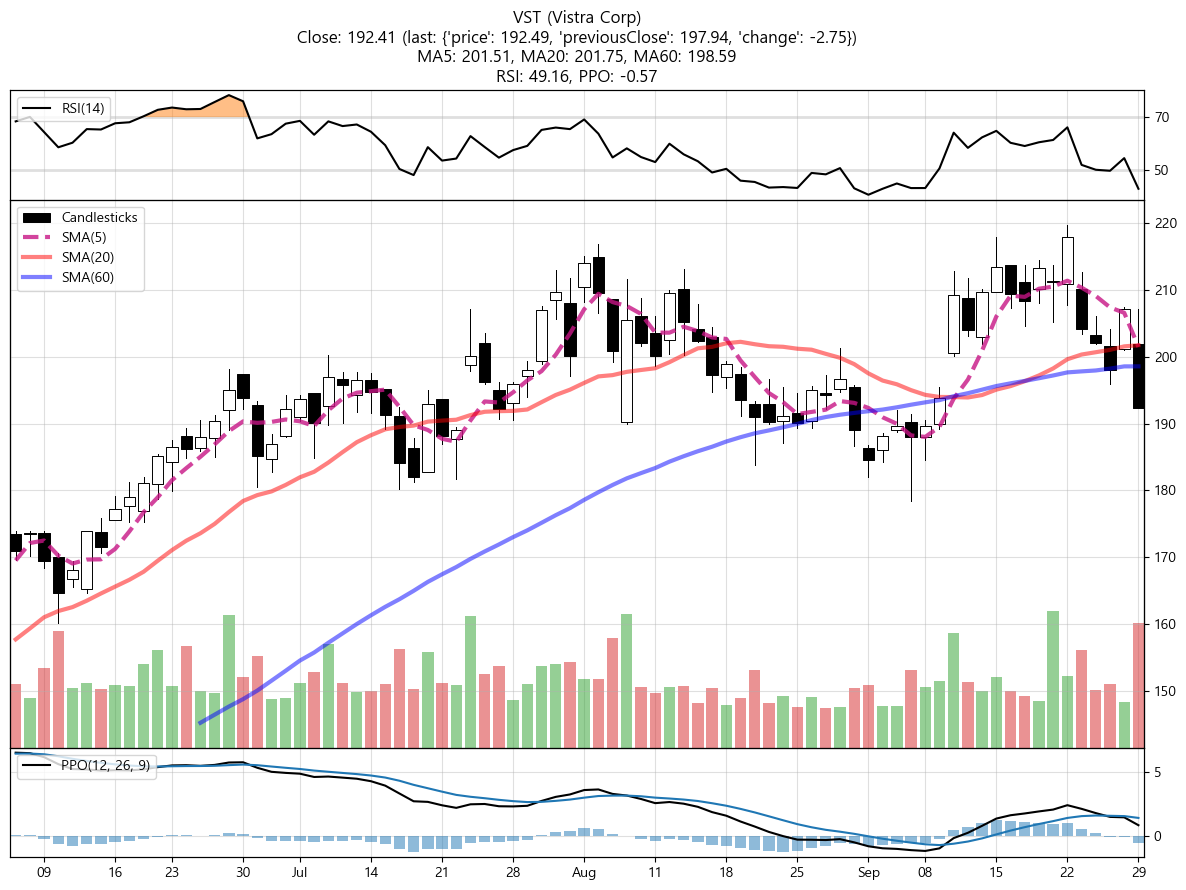 VST (Vistra Corp)
Close: 192.41 (last: {'price': 192.49, 'previousClose': 197.94, 'change': -2.75})
MA5: 201.51, MA20: 201.75, MA60: 198.59
RSI: 49.16, PPO: -0.57
RSI(14)
70
50
Candlesticks
SMA(5)
SMA(20)
SMA(60)
220
210
200
190
180
170
160
150
PPO(12, 26, 9)
5
0
09 16 23 30 Jul 14 21 28 Aug 11 18 25 Sep 08 15 22 29